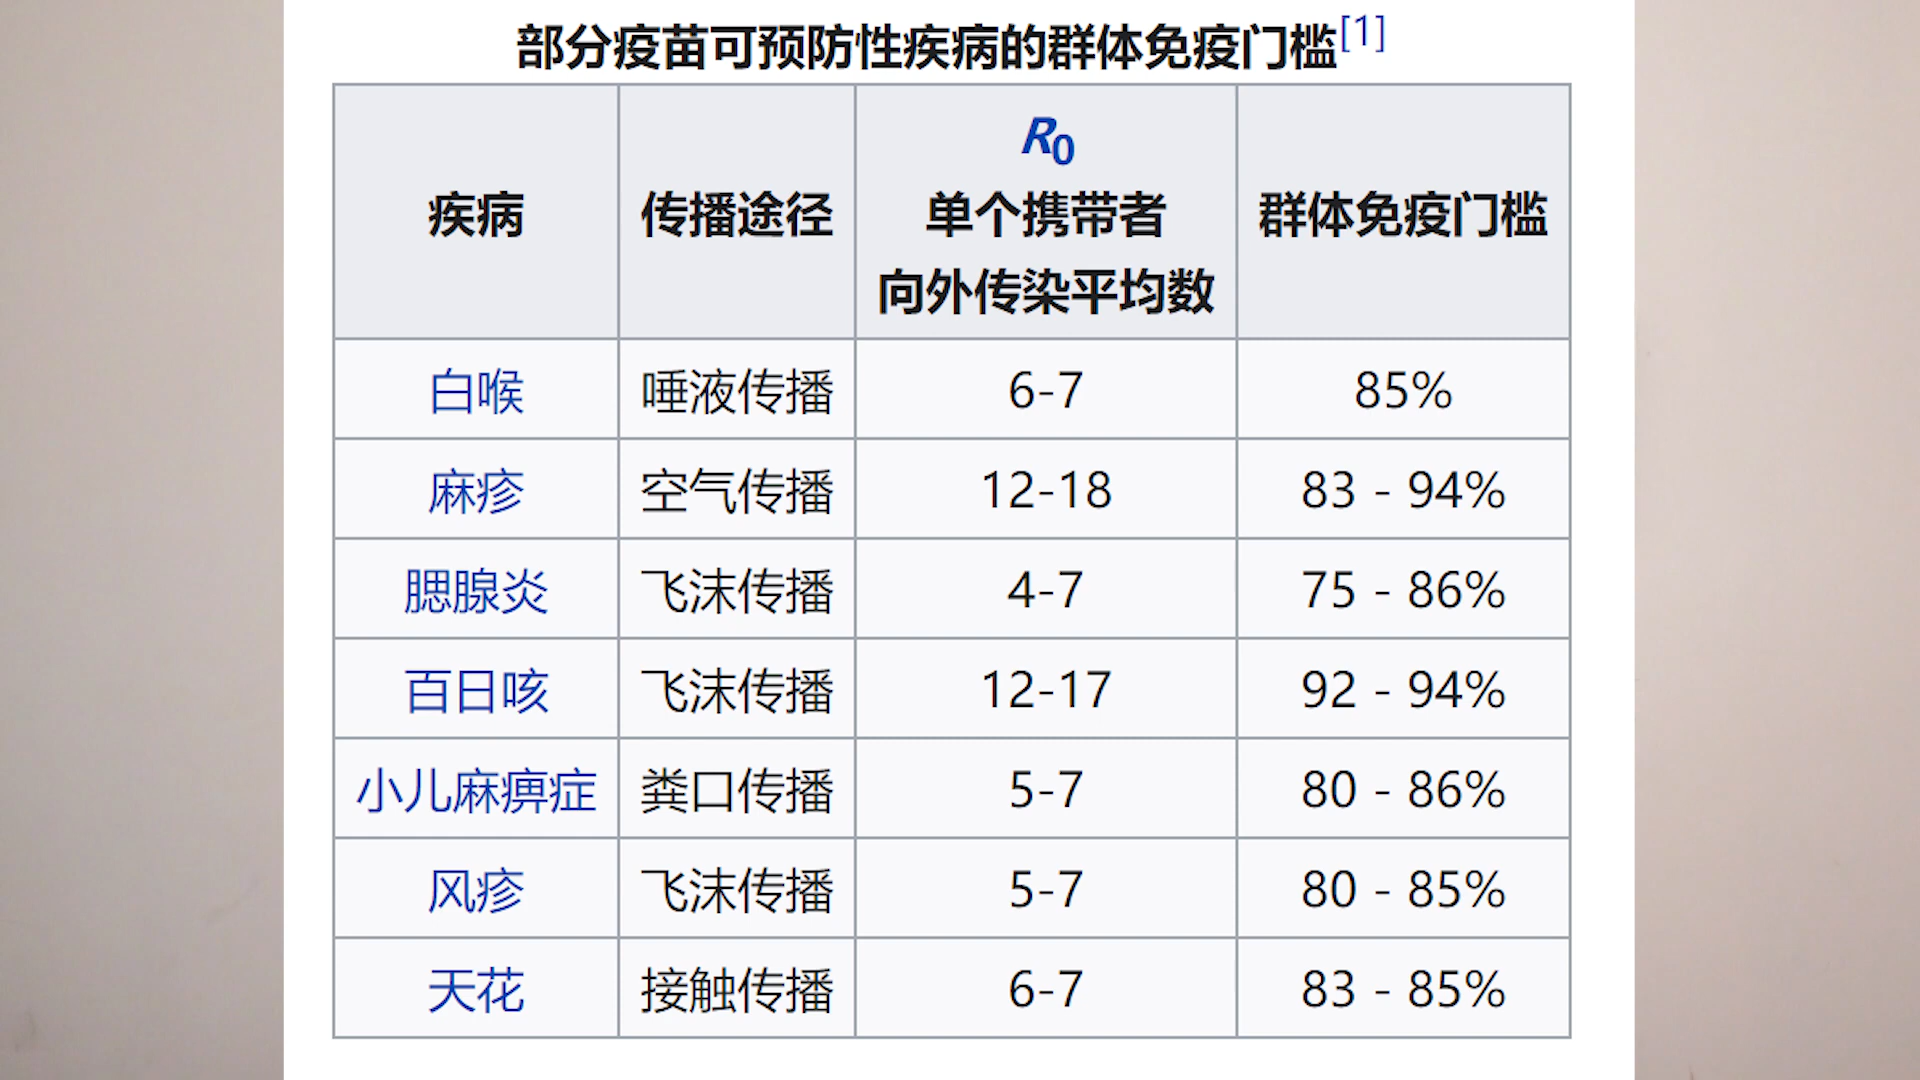 部分疫苗可预防性疾病的群体免疫门槛[1]
疾病 传播途径 R0 单个携带者 向外传染平均数 群体免疫门槛
白喉 唾液传播 6-7 85%
麻疹 空气传播 12-18 83 - 94%
腮腺炎 飞沫传播 4-7 75 - 86%
百日咳 飞沫传播 12-17 92 - 94%
小儿麻痹症 粪口传播 5-7 80 - 86%
风疹 飞沫传播 5-7 80 - 85%
天花 接触传播 6-7 83 - 85%